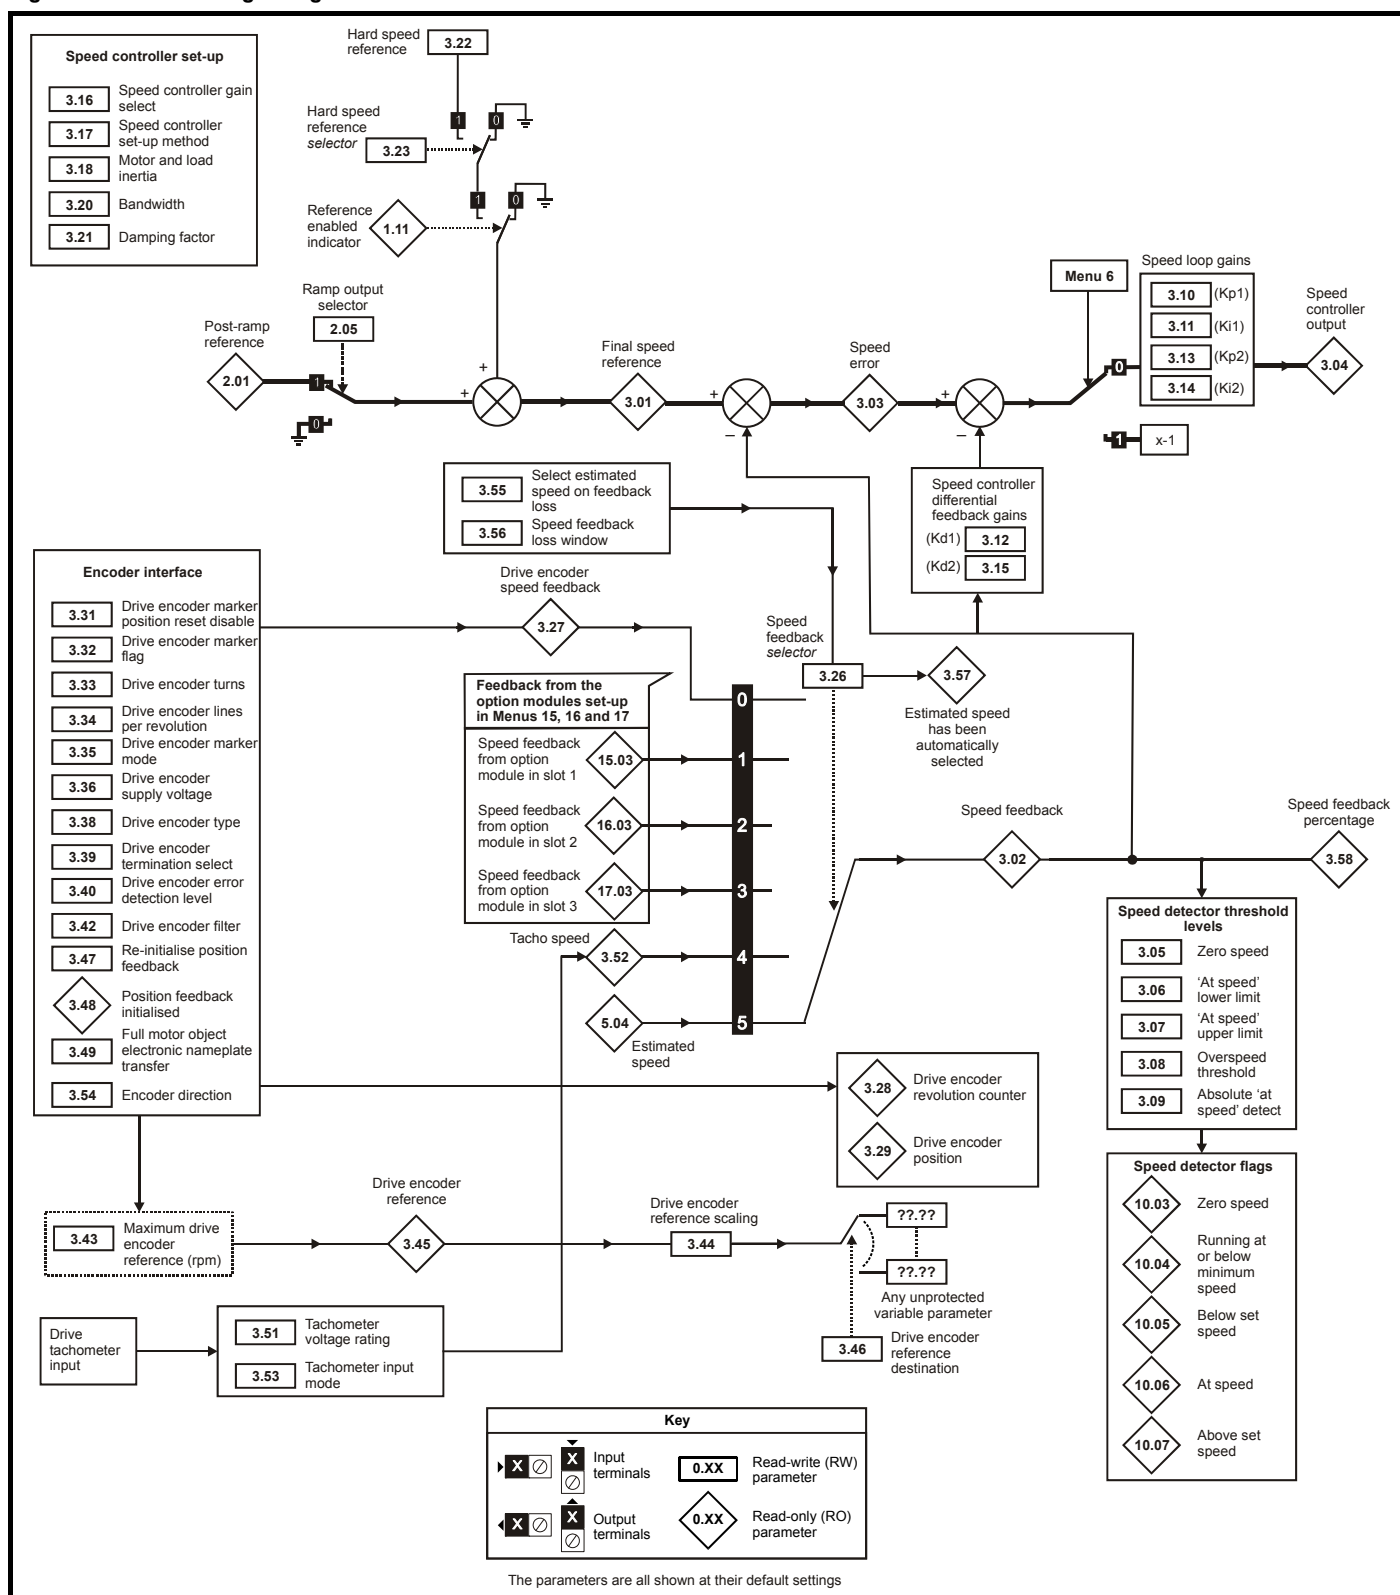 Speed controller set-up
3.16
Speed controller gain
select
3.17
Speed controller
set-up method
3.18
Motor and load
inertia
3.20
Bandwidth
3.21
Damping factor
Hard speed
reference
3.22
Hard speed
reference
selector
3.23
1
0
Reference
enabled
indicator
1.11
1
0
Ramp output
selector
2.05
Post-ramp
reference
2.01
1
0
+
+
Final speed
reference
3.01
+
–
Speed
error
3.03
+
–
Menu 6
0
1
x-1
Speed loop gains
3.10
(Kp1)
3.11
(Ki1)
3.13
(Kp2)
3.14
(Ki2)
Speed
controller
output
3.04
3.55
Select estimated
speed on feedback
loss
3.56
Speed feedback
loss window
Speed controller
differential
feedback gains
(Kd1)
3.12
(Kd2)
3.15
Encoder interface
3.31
Drive encoder marker
position reset disable
3.32
Drive encoder marker
flag
3.33
Drive encoder turns
3.34
Drive encoder lines
per revolution
3.35
Drive encoder marker
mode
3.36
Drive encoder
supply voltage
3.38
Drive encoder type
3.39
Drive encoder
termination select
3.40
Drive encoder error
detection level
3.42
Drive encoder filter
3.47
Re-initialise position
feedback
3.48
Position feedback
initialised
3.49
Full motor object
electronic nameplate
transfer
3.54
Encoder direction
Drive encoder
speed feedback
3.27
Feedback from the
option modules set-up
in Menus 15, 16 and 17
Speed feedback
from option
module in slot 1
15.03
Speed feedback
from option
module in slot 2
16.03
Speed feedback
from option
module in slot 3
17.03
Tacho speed
3.52
5.04
Estimated
speed
0
1
2
3
4
5
Speed
feedback
selector
3.26
3.57
Estimated speed
has been
automatically
selected
Speed feedback
3.02
Speed feedback
percentage
3.58
Speed detector threshold
levels
3.05
Zero speed
3.06
‘At speed’
lower limit
3.07
‘At speed’
upper limit
3.08
Overspeed
threshold
3.09
Absolute ‘at
speed’ detect
Speed detector flags
10.03
Zero speed
10.04
Running at
or below
minimum
speed
10.05
Below set
speed
10.06
At speed
10.07
Above set
speed
3.28
Drive encoder
revolution counter
3.29
Drive encoder
position
3.43
Maximum drive
encoder
reference (rpm)
Drive encoder
reference
3.45
Drive encoder
reference scaling
3.44
??.??
??.??
Any unprotected
variable parameter
3.46
Drive encoder
reference
destination
Drive
tachometer
input
3.51
Tachometer
voltage rating
3.53
Tachometer input
mode
Key
X
X
Input
terminals
0.XX
Read-write (RW)
parameter
X
X
Output
terminals
0.XX
Read-only (RO)
parameter
The parameters are all shown at their default settings